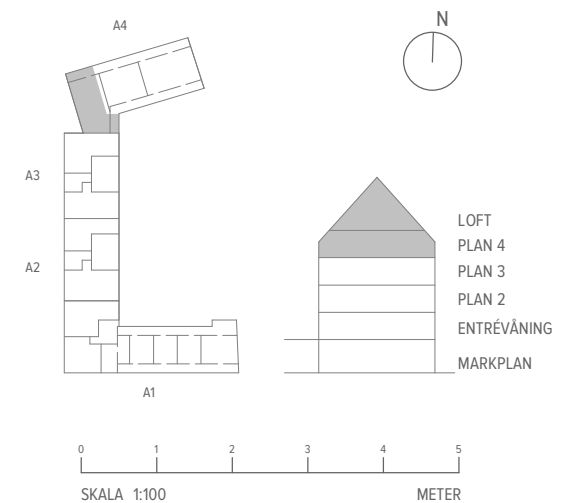 A4
N
A3
A2
A1
LOFT
PLAN 4
PLAN 3
PLAN 2
ENTRÉVÅNING
MARKPLAN
0 1 2 3 4 5
SKALA 1:100 METER